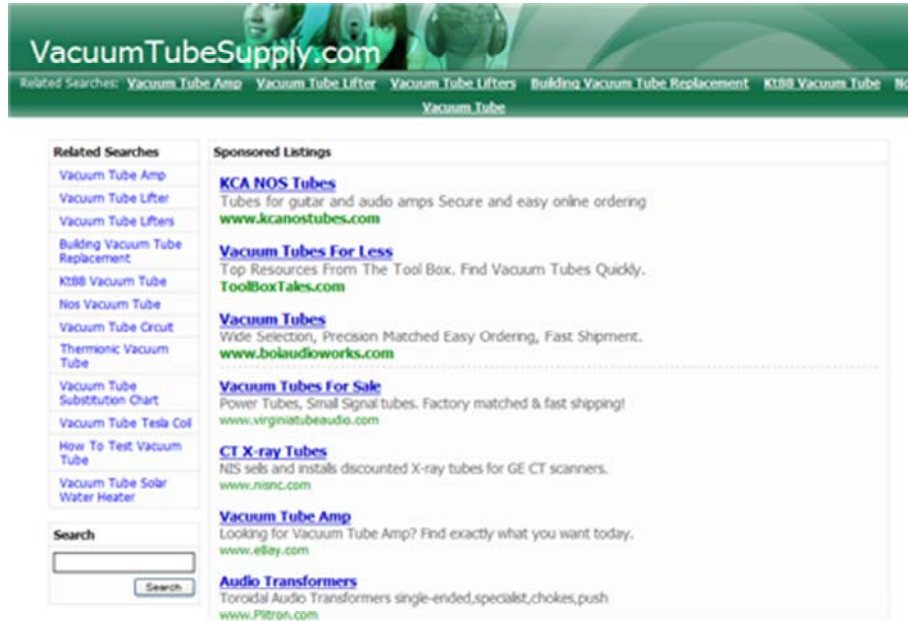 VacuumTubeSupply.com
Related Searches: Vacuum Tube Amp Vacuum Tube Lifter Vacuum Tube Lifters Building Vacuum Tube Replacement Kt88 Vacuum Tube No
Vacuum Tube
Related Searches
Vacuum Tube Amp
Vacuum Tube Lifter
Vacuum Tube Lifters
Building Vacuum Tube
Replacement
Kt88 Vacuum Tube
Nos Vacuum Tube
Vacuum Tube Circuit
Thermionic Vacuum
Tube
Vacuum Tube
Substitution Chart
Vacuum Tube Tesla Coil
How To Test Vacuum
Tube
Vacuum Tube Solar
Water Heater
Search
Search
Sponsored Listings
KCA NOS Tubes
Tubes for guitar and audio amps Secure and easy online ordering
www.kcanostubes.com
Vacuum Tubes For Less
Top Resources From The Tool Box. Find Vacuum Tubes Quickly.
ToolBoxTales.com
Vacuum Tubes
Wide Selection, Precision Matched Easy Ordering, Fast Shipment.
www.boiaudioworks.com
Vacuum Tubes For Sale
Power Tubes, Small Signal tubes. Factory matched & fast shipping!
www.virginiatubeaudio.com
CT X-ray Tubes
NIS sells and installs discounted X-ray tubes for GE CT scanners.
www.nisnc.com
Vacuum Tube Amp
Looking for Vacuum Tube Amp? Find exactly what you want today.
www.eBay.com
Audio Transformers
Toroidal Audio Transformers single-ended,specialist,chokes,push
www.Plitron.com